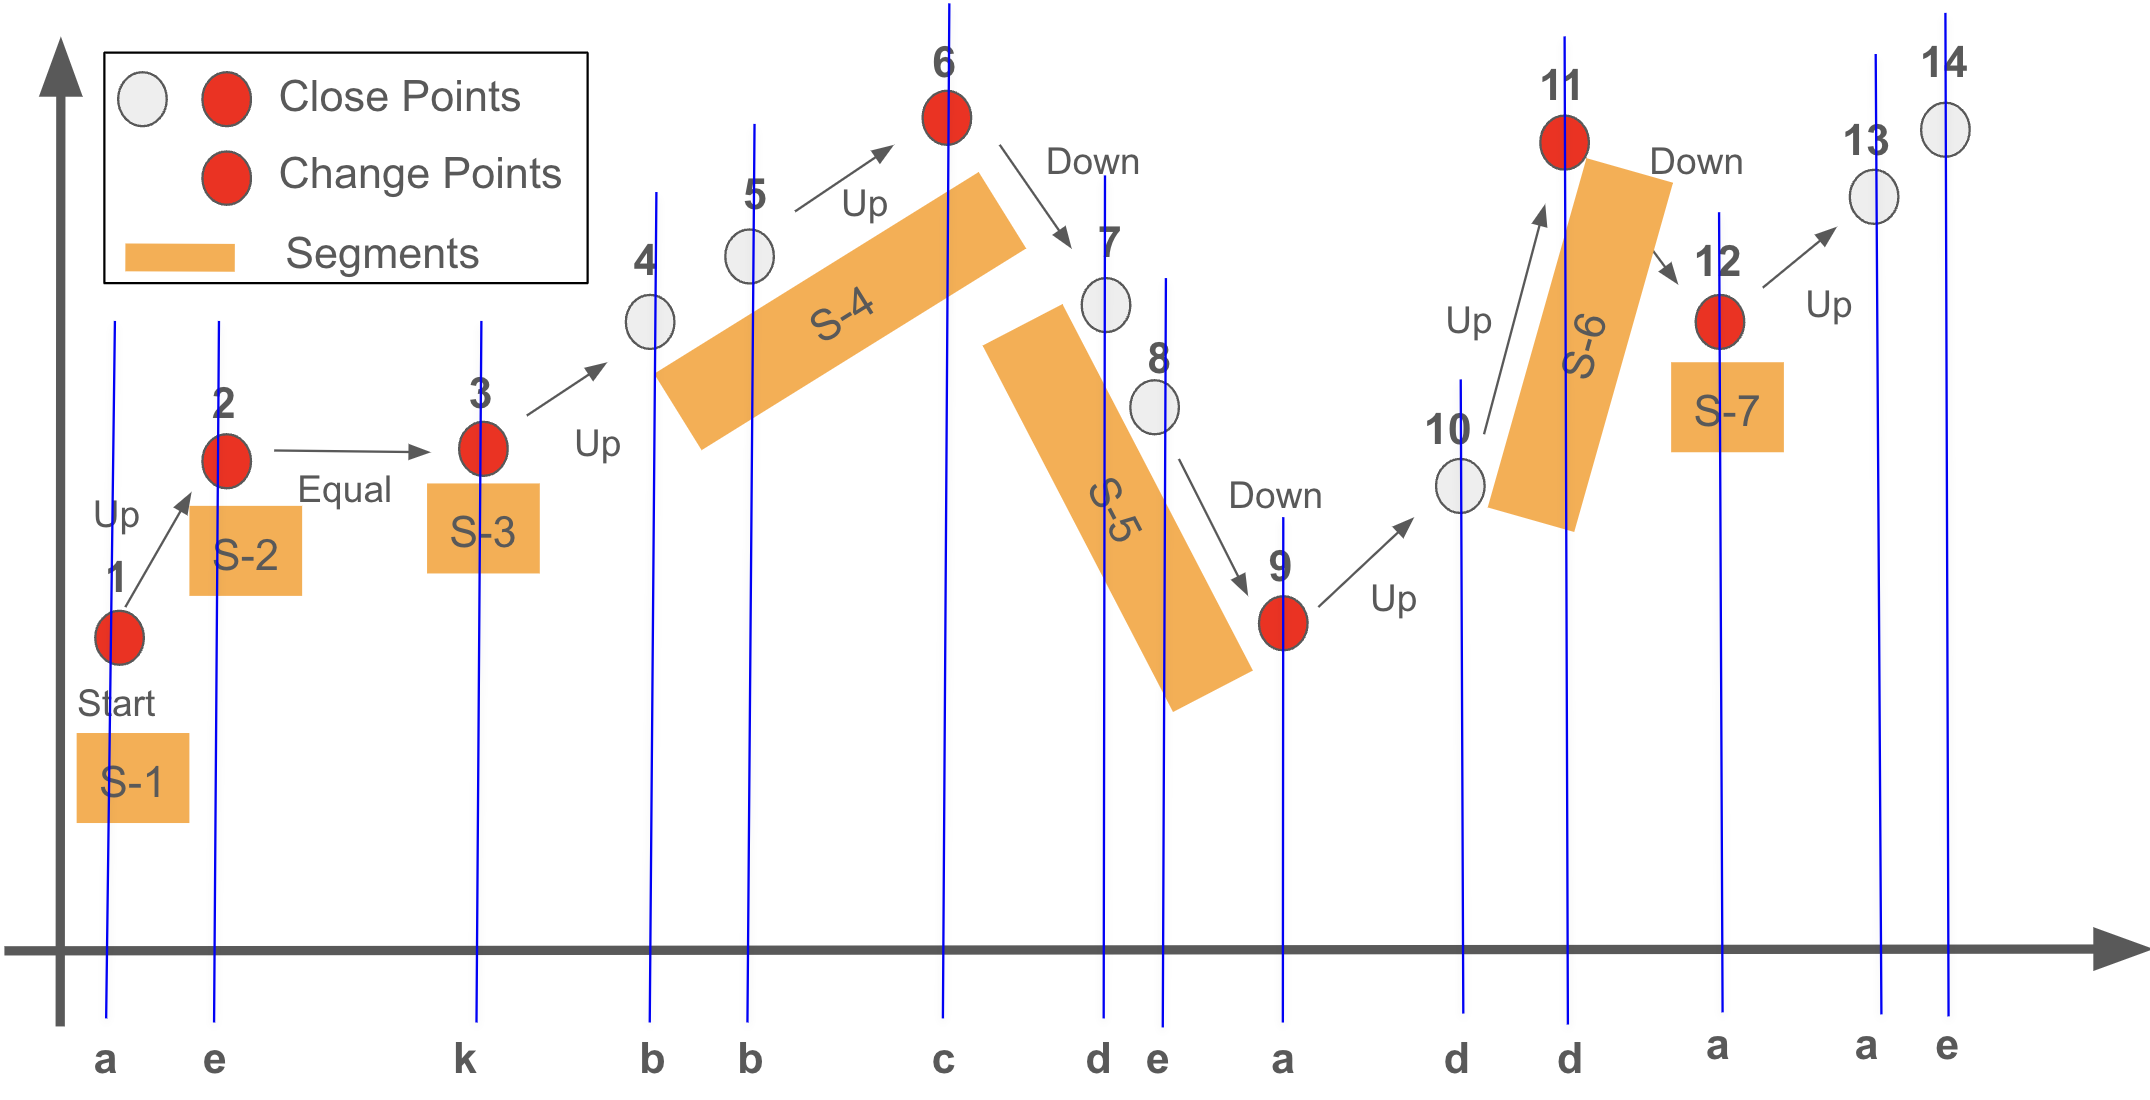 Close Points
Change Points
Segments
1
2
3
4
5
6
7
8
9
10
11
12
13
14
Up
Equal
Up
Up
Down
Down
Up
Up
Down
Up
Start
S-1
S-2
S-3
S-4
S-5
S-6
S-7
a e k b b c d e a d d a a e